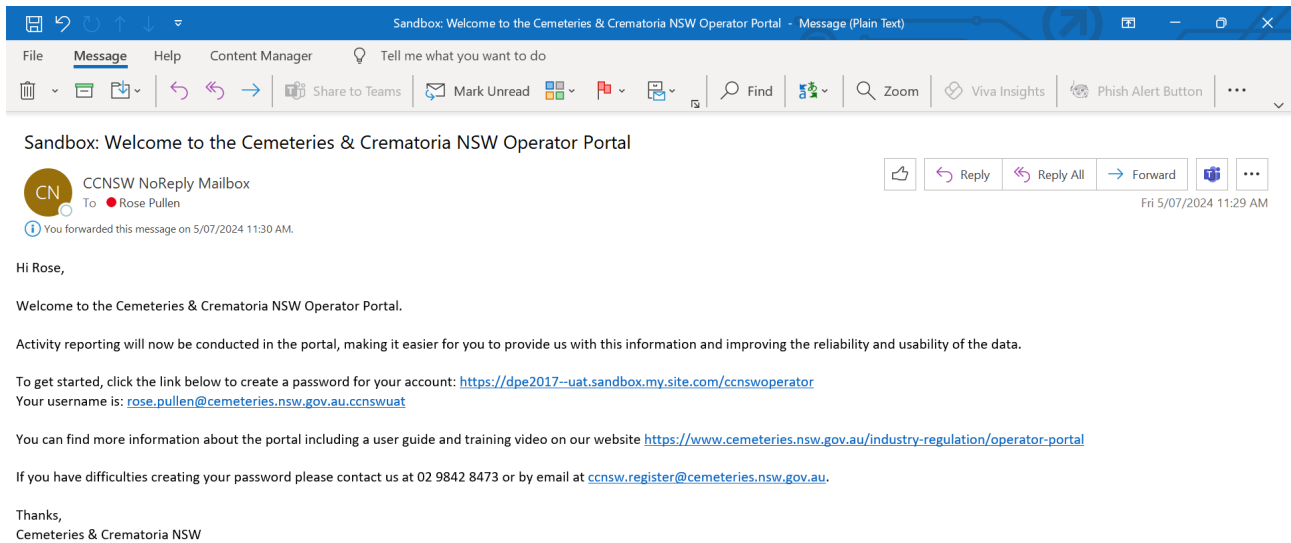 Sandbox: Welcome to the Cemeteries & Crematoria NSW Operator Portal - Message (Plain Text)
File Message Help Content Manager Tell me what you want to do
Share to Teams Mark Unread Find Zoom Viva Insights Phish Alert Button
Sandbox: Welcome to the Cemeteries & Crematoria NSW Operator Portal
CN
CCNSW NoReply Mailbox
To Rose Pullen
Reply Reply All Forward
Fri 5/07/2024 11:29 AM
You forwarded this message on 5/07/2024 11:30 AM.
Hi Rose,
Welcome to the Cemeteries & Crematoria NSW Operator Portal.
Activity reporting will now be conducted in the portal, making it easier for you to provide us with this information and improving the reliability and usability of the data.
To get started, click the link below to create a password for your account: https://dpe2017--uat.sandbox.my.site.com/ccnswoperator
Your username is: rose.pullen@cemeteries.nsw.gov.au.ccnswuat
You can find more information about the portal including a user guide and training video on our website https://www.cemeteries.nsw.gov.au/industry-regulation/operator-portal
If you have difficulties creating your password please contact us at 02 9842 8473 or by email at ccnsw.register@cemeteries.nsw.gov.au.
Thanks,
Cemeteries & Crematoria NSW